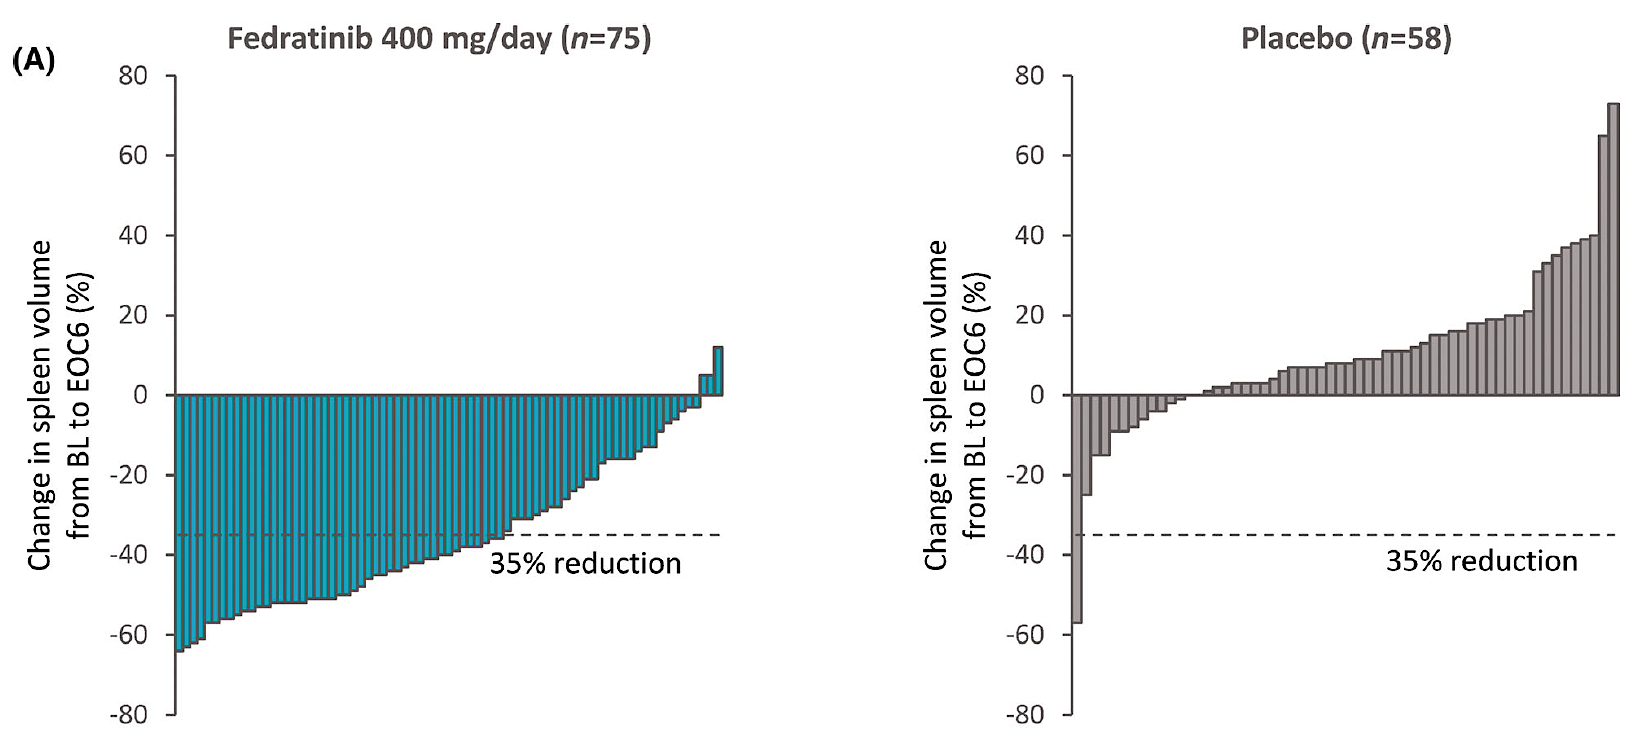 (A)
Fedratinib 400 mg/day (n=75)
Change in spleen volume
from BL to EOC6 (%)
80
60
40
20
0
-20
-40
-60
-80
35% reduction
Placebo (n=58)
Change in spleen volume
from BL to EOC6 (%)
80
60
40
20
0
-20
-40
-60
-80
35% reduction